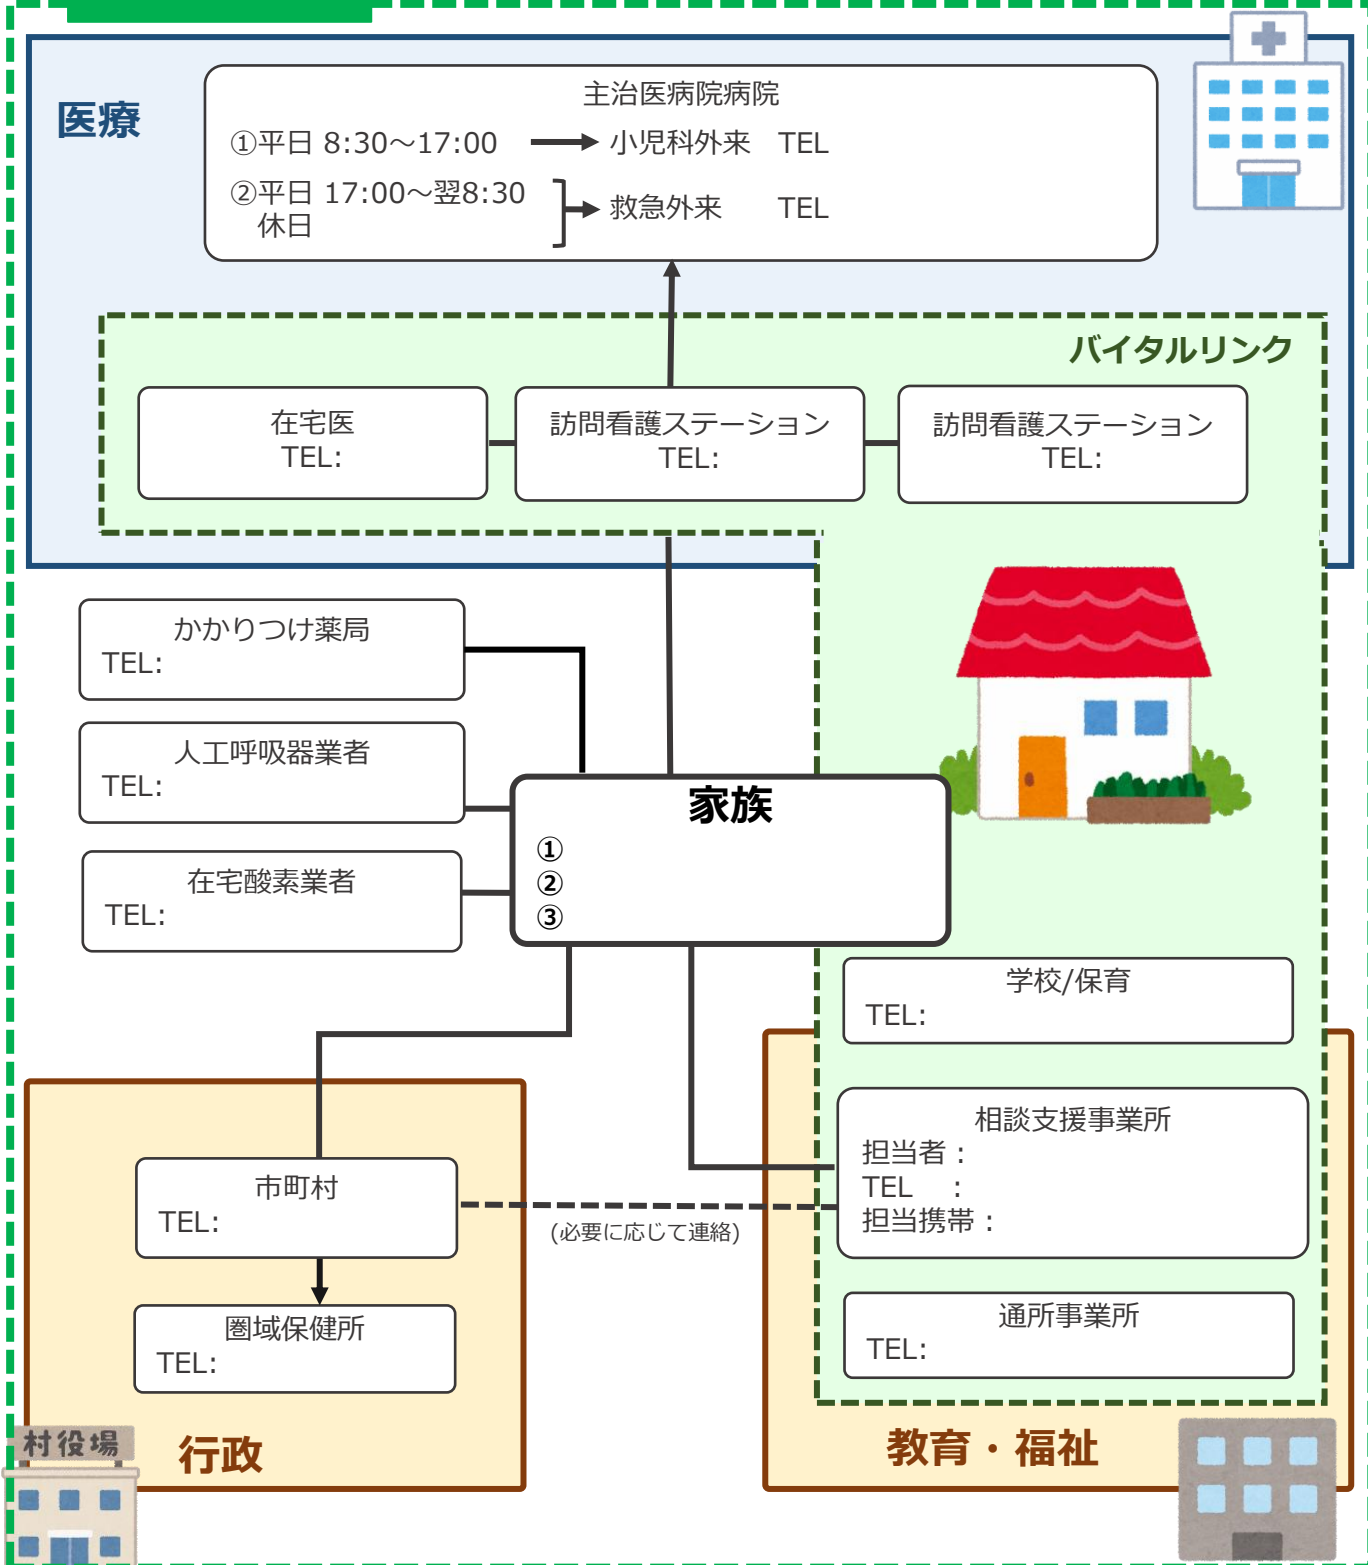 医療
主治医病院病院
①平日 8:30～17:00 小児科外来 TEL
②平日 17:00～翌8:30
休日
救急外来 TEL
バイタルリンク
在宅医
TEL:
訪問看護ステーション
TEL:
訪問看護ステーション
TEL:
かかりつけ薬局
TEL:
人工呼吸器業者
TEL:
在宅酸素業者
TEL:
家族
①
②
③
学校/保育
TEL:
相談支援事業所
担当者：
TEL ：
担当携帯：
市町村
TEL:
(必要に応じて連絡)
圏域保健所
TEL:
通所事業所
TEL:
村役場
行政
教育・福祉